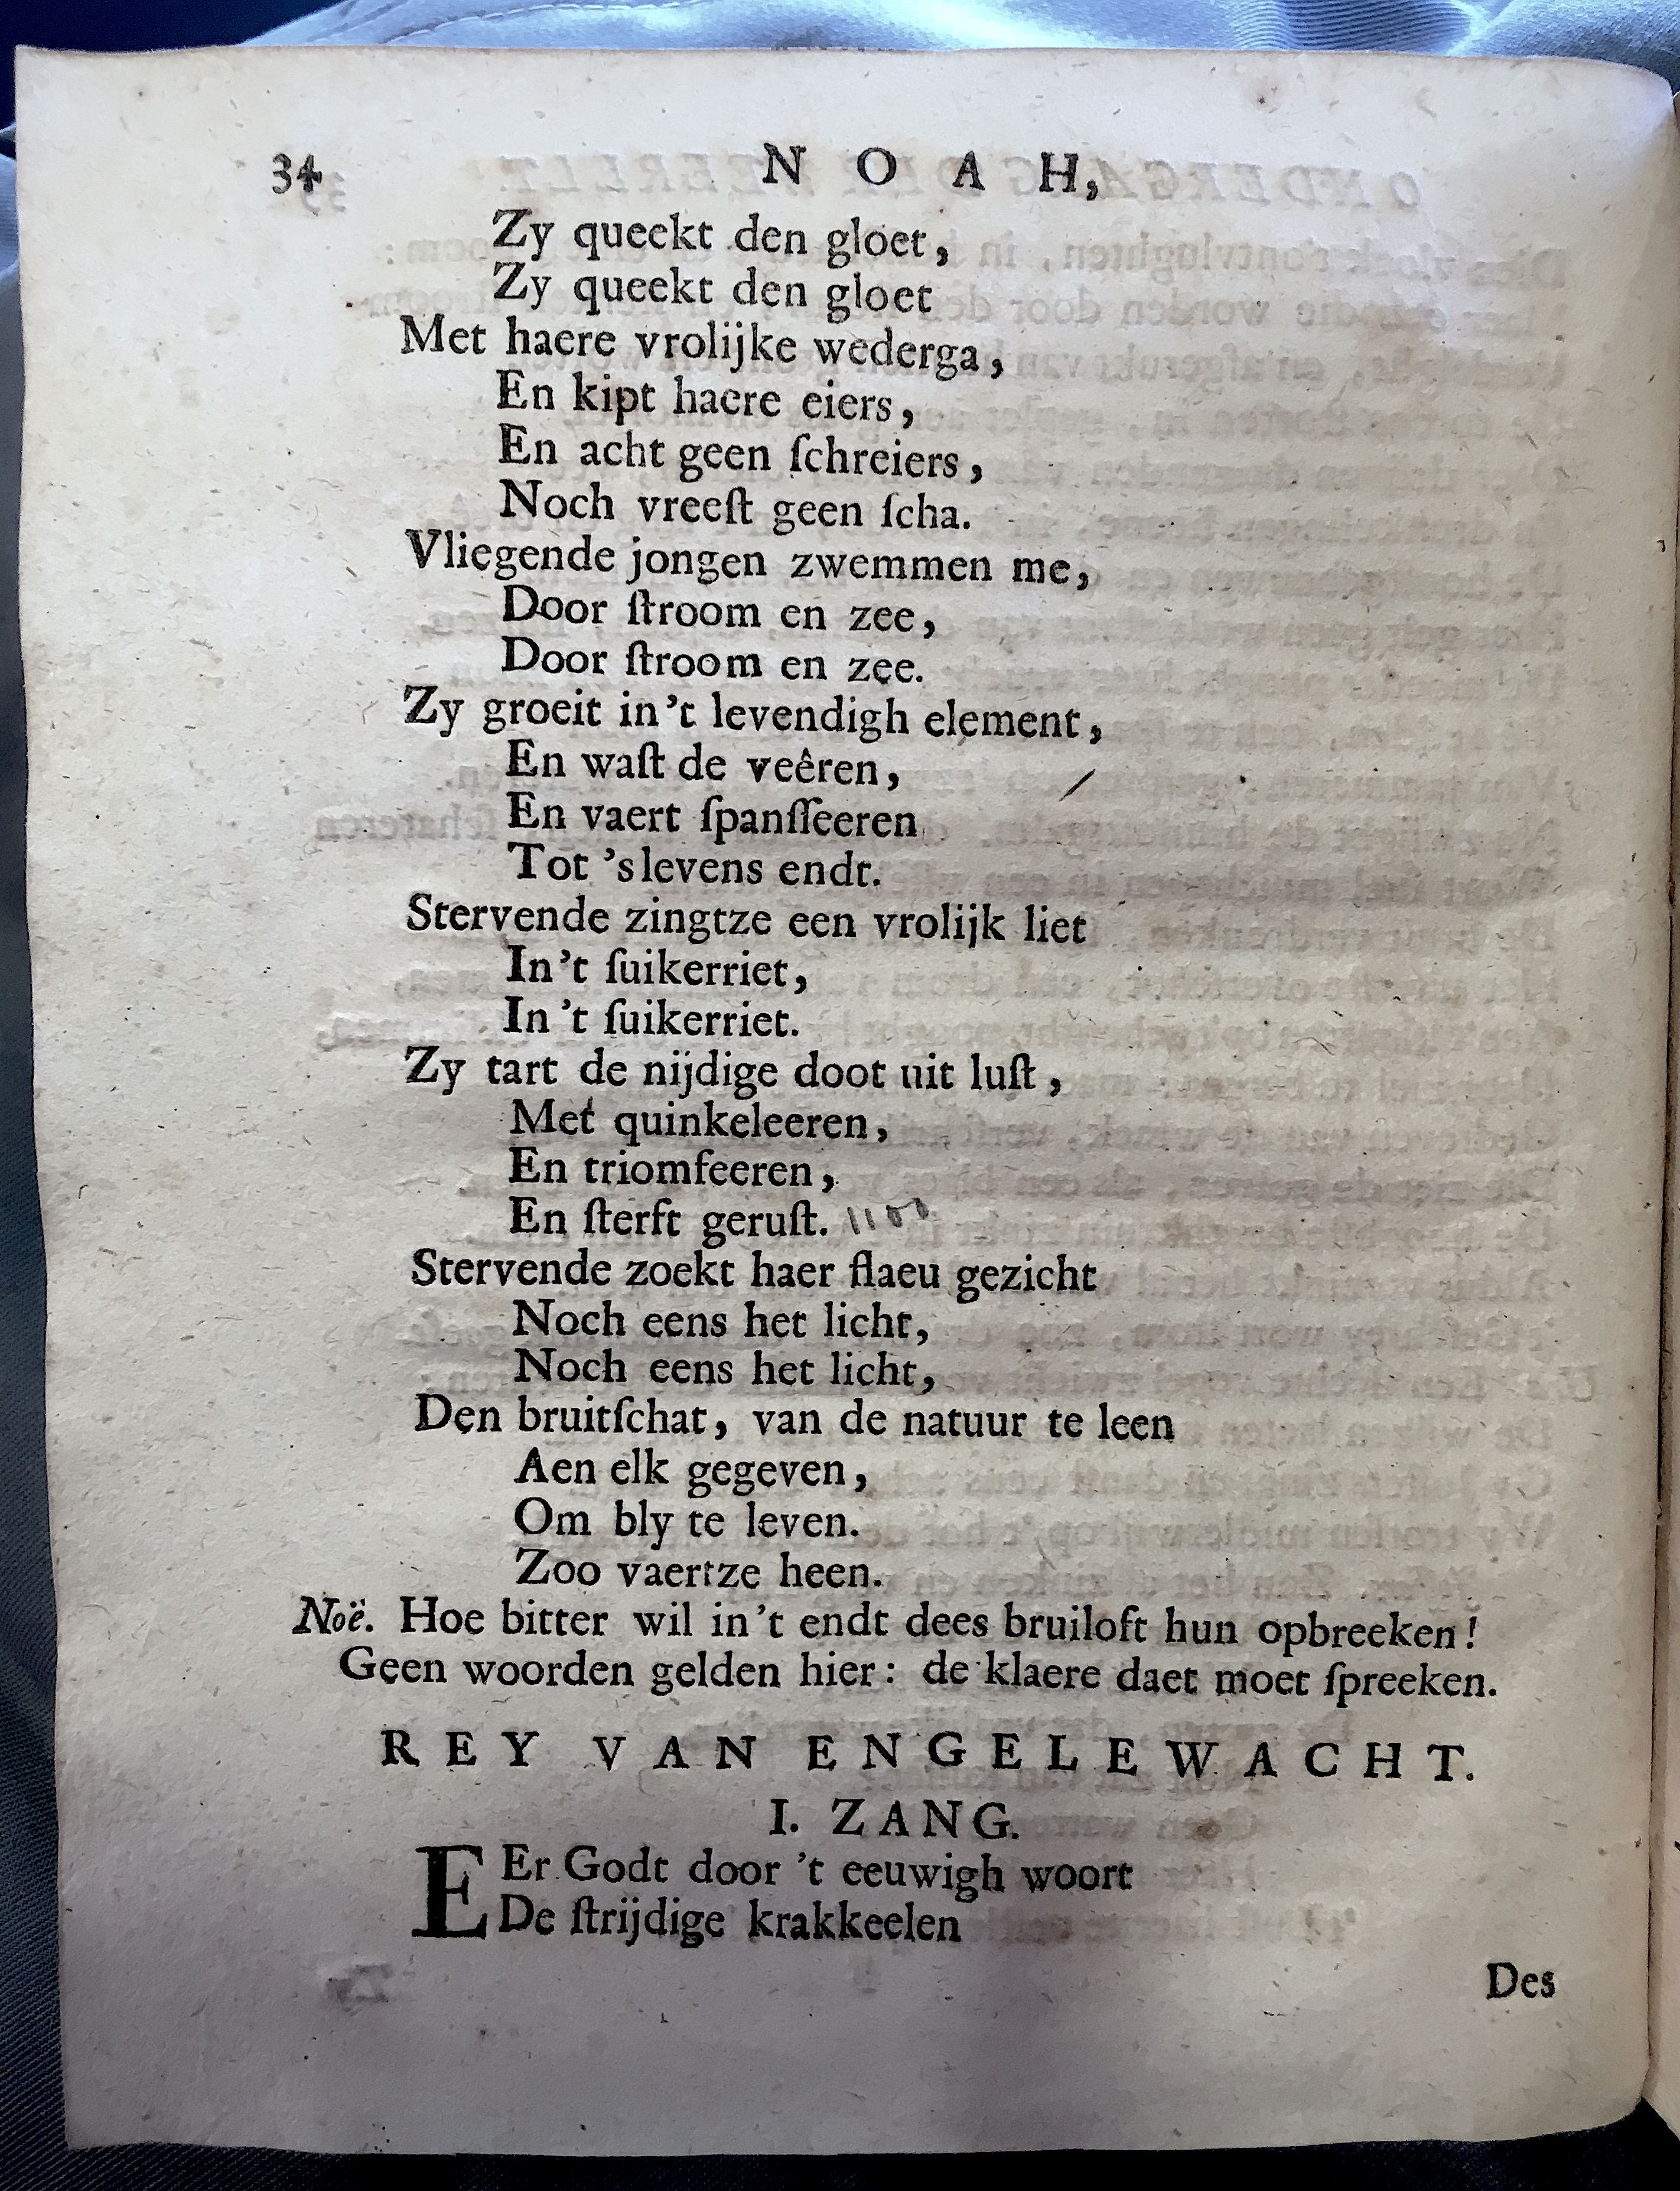 34 NOAH,
Zy queekt den gloet,
Zy queekt den gloet
Met haere vrolijke wederga,
En kipt haere eiers,
En acht geen ſchreiers,
Noch vreeſt geen ſcha.
Vliegende jongen zwemmen me,
Door ſtroom en zee,
Door ſtroom en zee.
Zy groeit in't levendigh element,
En waſt de veêren,
En vaert ſpanſſeeren
Tot 's levens endt.
Stervende zingtze een vrolijk liet
In't ſuikerriet,
In 't ſuikerriet.
Zy tart de nijdige doot uit luſt,
Met quinkeleeren,
En triomfeeren,
En ſterft geruſt. 1100
Stervende zoekt haer flaeu gezicht
Noch eens het licht,
Noch eens het licht,
Den bruitſchat, van de natuur te leen
Aen elk gegeven,
Om bly te leven.
Zoo vaertze heen.
Noë. Hoe bitter wil in't endt dees bruiloft hun opbreeken!
Geen woorden gelden hier: de klaere daet moet ſpreeken.
REY VAN ENGELEWACHT.
I. ZANG.
EEr Godt door 't eeuwigh woort
De ſtrijdige krakkeelen
Des